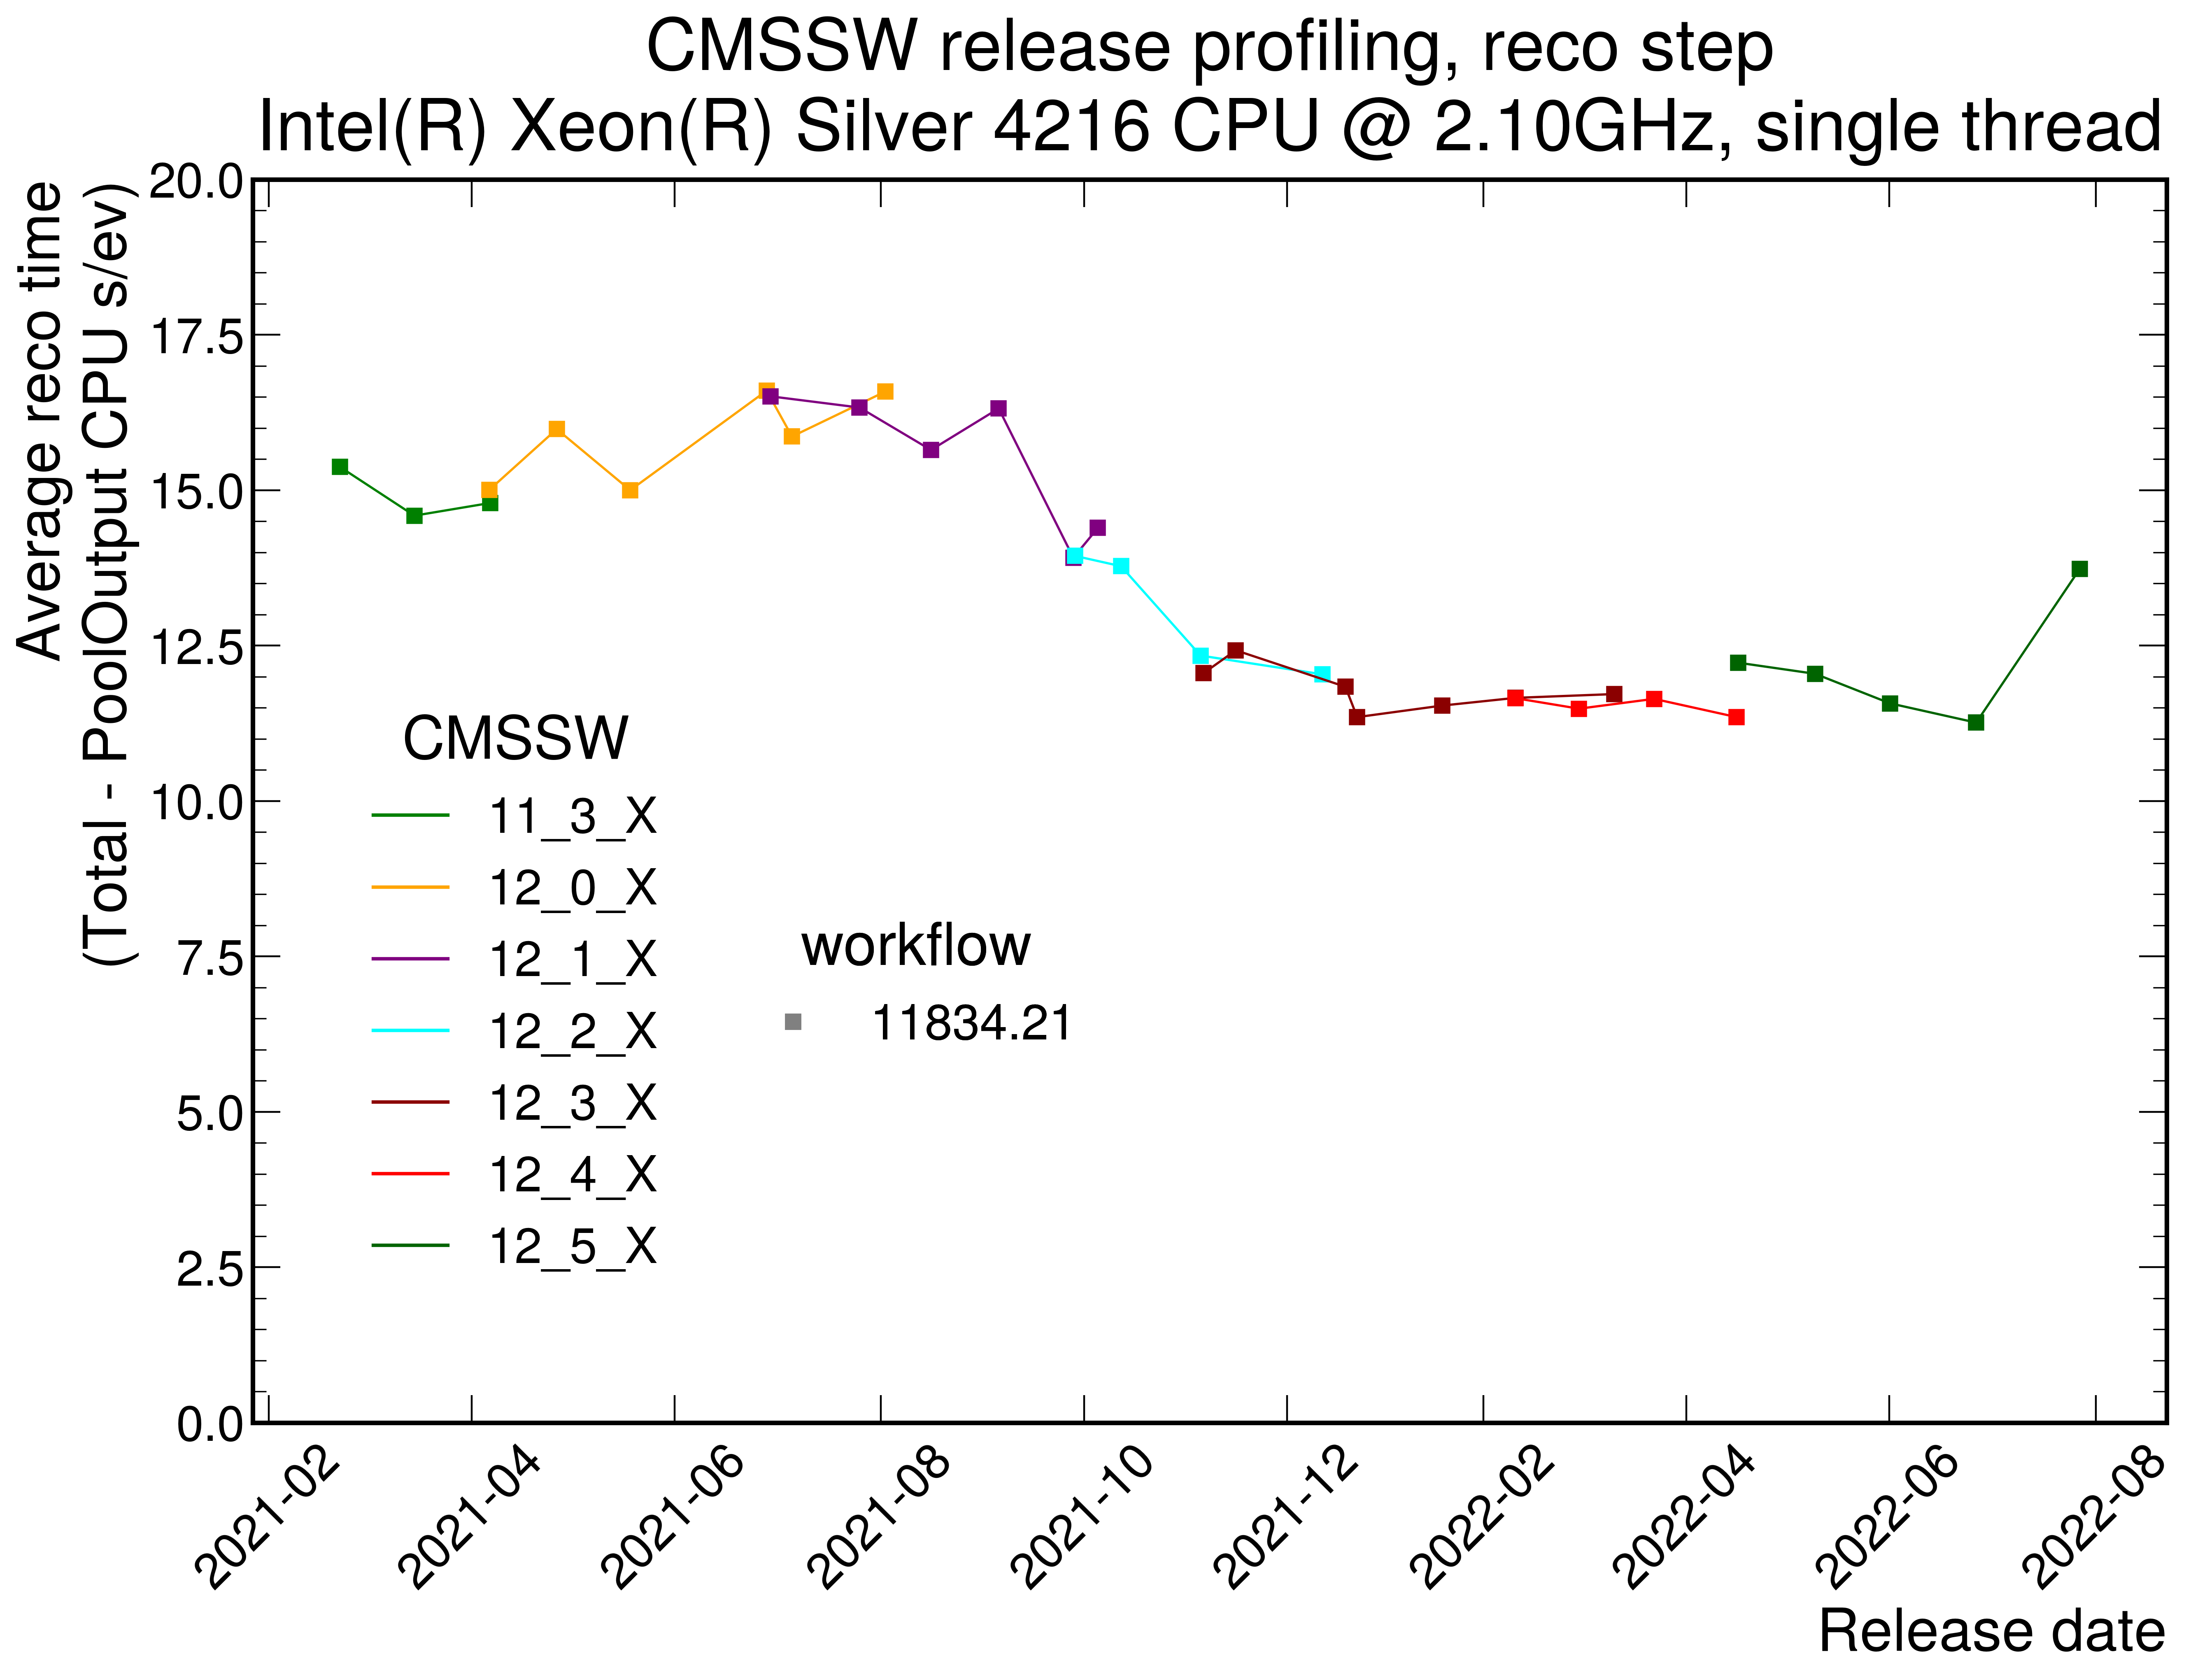 CMSSW release profiling, reco step
Intel(R) Xeon(R) Silver 4216 CPU @ 2.10GHz, single thread
Average reco time
(Total - PoolOutput CPU s/ev)
20.0
17.5
15.0
12.5
10.0
7.5
5.0
2.5
0.0
CMSSW
11_3_X
12_0_X
12_1_X
12_2_X
12_3_X
12_4_X
12_5_X
workflow
11834.21
2021-02
2021-04
2021-06
2021-08
2021-10
2021-12
2022-02
2022-04
2022-06
2022-08
Release date